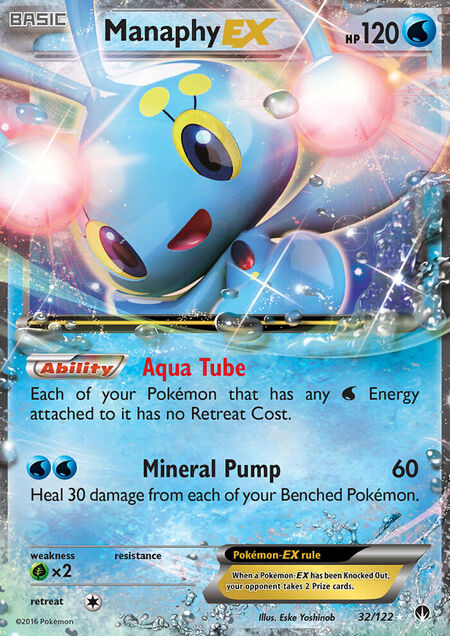 BASIC
Manaphy EX HP120
Ability Aqua Tube
Each of your Pokémon that has any Energy
attached to it has no Retreat Cost.
Mineral Pump 60
Heal 30 damage from each of your Benched Pokémon.
weakness resistance
×2
retreat
Pokémon-EX rule
When a Pokémon-EX has been Knocked Out,
your opponent takes 2 Prize cards.
©2016 Pokémon
Illus. Eske Yoshinob
32/122